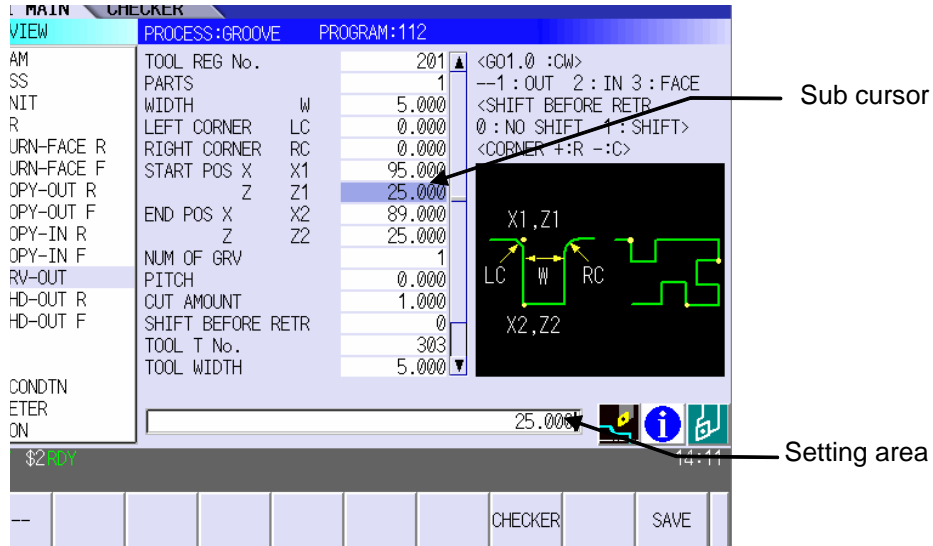 MAIN CHECKER
VIEW PROCESS:GROOVE PROGRAM:112
AM
SS
NIT
R
URN-FACE R
URN-FACE F
OPY-OUT R
OPY-OUT F
OPY-IN R
OPY-IN F
RV-OUT
HD-OUT R
HD-OUT F
CONDTN
ETER
ON
TOOL REG No. 201
PARTS 1
WIDTH W 5.000
LEFT CORNER LC 0.000
RIGHT CORNER RC 0.000
START POS X X1 95.000
Z Z1 25.000
END POS X X2 89.000
Z Z2 25.000
NUM OF GRV 1
PITCH 0.000
CUT AMOUNT 1.000
SHIFT BEFORE RETR 0
TOOL T No. 303
TOOL WIDTH 5.000
<G01.0 :CW>
--1:OUT 2:IN 3:FACE
<SHIFT BEFORE RETR
0:NO SHIFT 1:SHIFT>
<CORNER +:R -:C>
X1,Z1
LC W RC
X2,Z2
Sub cursor
25.000
Setting area
$2 RDY 14:11
-- CHECKER SAVE